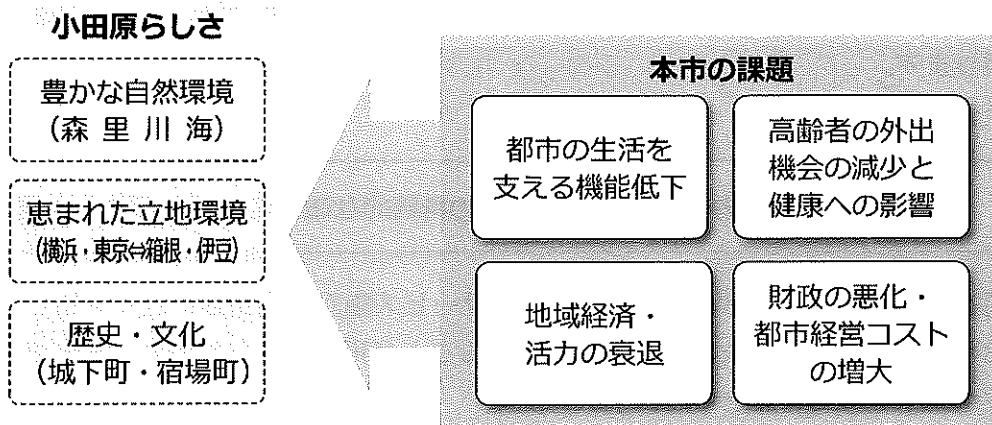 小田原らしさ
豊かな自然環境
（森 里 川 海）
恵まれた立地環境
（横浜・東京⇔箱根・伊豆）
歴史・文化
（城下町・宿場町）
本市の課題
都市の生活を
支える機能低下
高齢者の外出
機会の減少と
健康への影響
地域経済・
活力の衰退
財政の悪化・
都市経営コスト
の増大